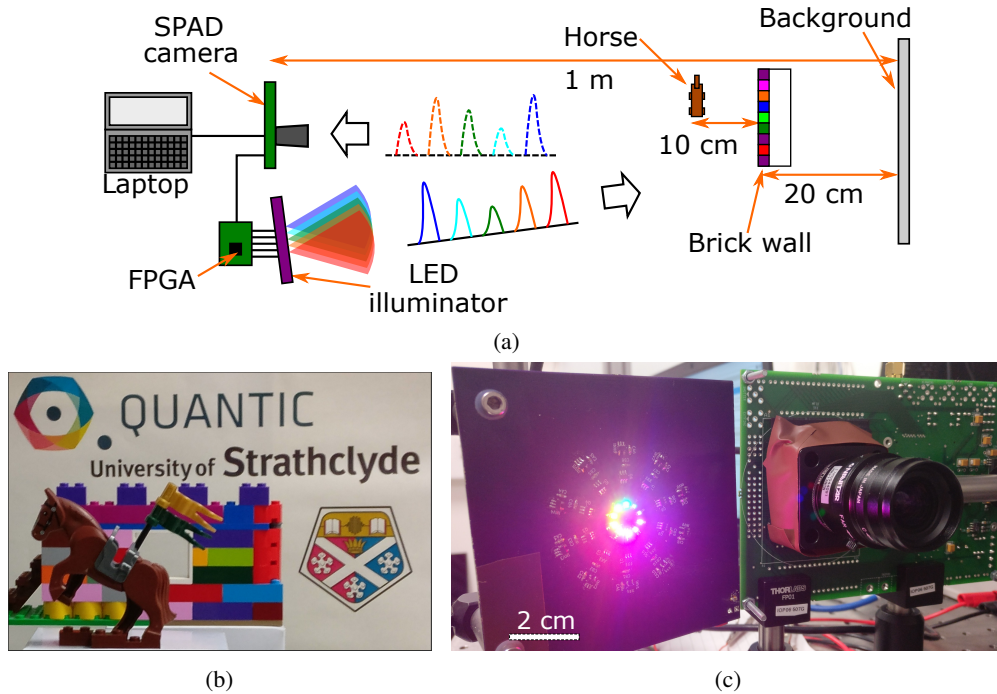 SPAD
camera
Horse
Background
1 m
10 cm
Laptop
20 cm
FPGA
LED
illuminator
Brick wall
(a)
QUANTIC
University of Strathclyde
2 cm
THORLABS
FP01
(b)
(c)